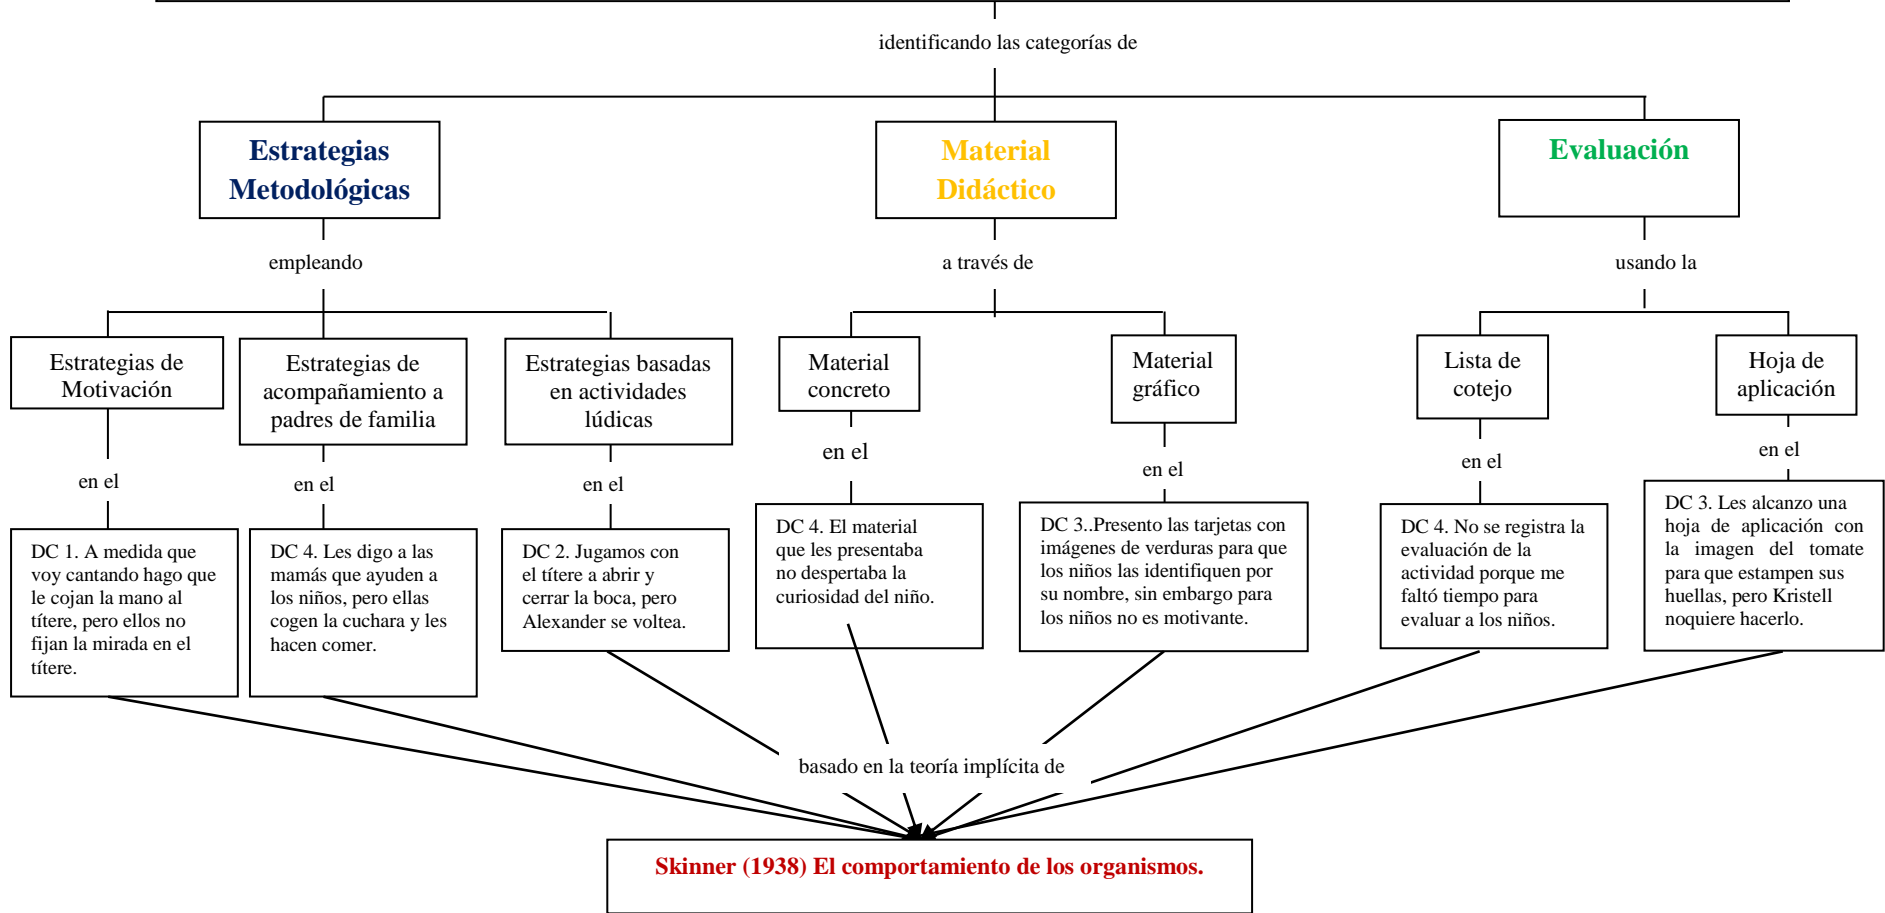 identificando las categorías de
Estrategias
Metodológicas
Material
Didáctico
Evaluación
empleando
a través de
usando la
Estrategias de
Motivación
Estrategias de
acompañamiento a
padres de familia
Estrategias basadas
en actividades
lúdicas
Material
concreto
Material
gráfico
Lista de
cotejo
Hoja de
aplicación
en el
en el
en el
en el
en el
en el
en el
DC 1. A medida que
voy cantando hago que
le cojan la mano al
títere, pero ellos no
fijan la mirada en el
títere.
DC 4. Les digo a las
mamás que ayuden a
los niños, pero ellas
cogen la cuchara y les
hacen comer.
DC 2. Jugamos con
el títere a abrir y
cerrar la boca, pero
Alexander se voltea.
DC 4. El material
que les presentaba
no despertaba la
curiosidad del niño.
DC 3..Presento las tarjetas con
imágenes de verduras para que
los niños las identifiquen por
su nombre, sin embargo para
los niños no es motivante.
DC 4. No se registra la
evaluación de la
actividad porque me
faltó tiempo para
evaluar a los niños.
DC 3. Les alcanzo una
hoja de aplicación con
la imagen del tomate
para que estampen sus
huellas, pero Kristell
noquiere hacerlo.
basado en la teoría implícita de
Skinner (1938) El comportamiento de los organismos.